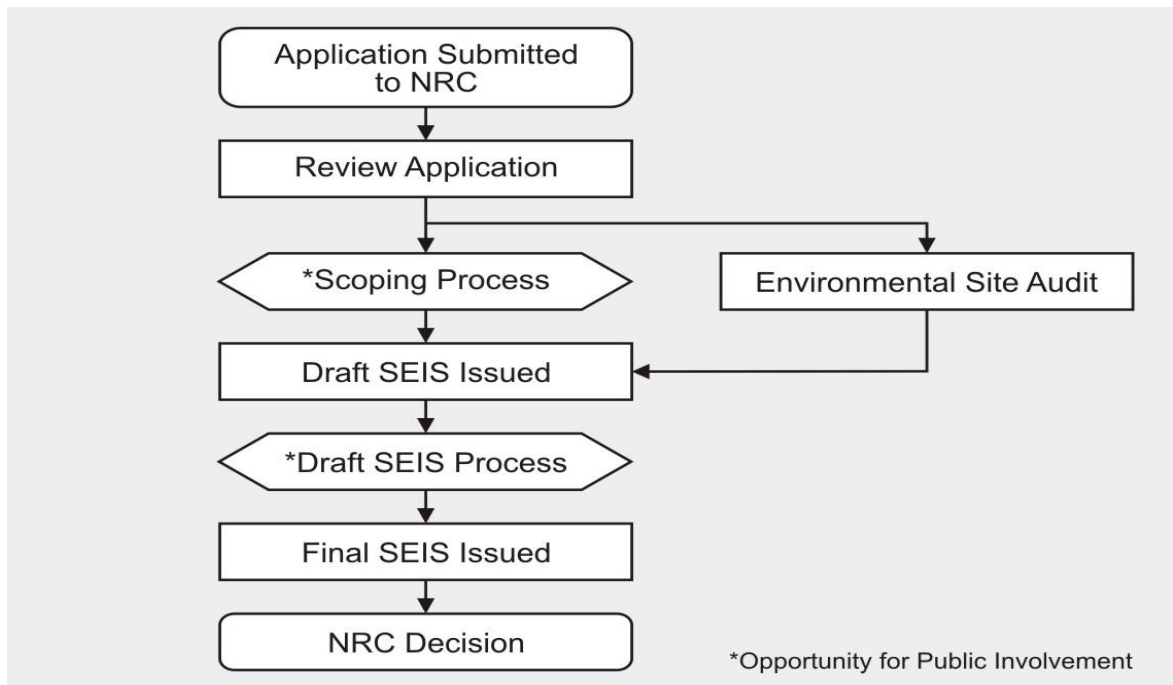 Application Submitted
to NRC
Review Application
*Scoping Process
Environmental Site Audit
Draft SEIS Issued
*Draft SEIS Process
Final SEIS Issued
NRC Decision
*Opportunity for Public Involvement